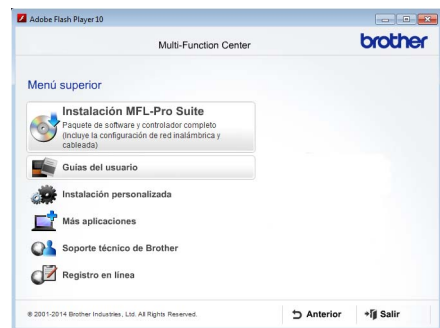 Adobe Flash Player 10
Multi-Function Center
brother
Menú superior
Instalación MFL-Pro Suite
Paquete de software y controlador completo
(incluye la configuración de red inalámbrica y
cableada)
Guías del usuario
Instalación personalizada
Más aplicaciones
Soporte técnico de Brother
Registro en línea
© 2001-2014 Brother Industries, Ltd. All Rights Reserved.
Anterior
Salir